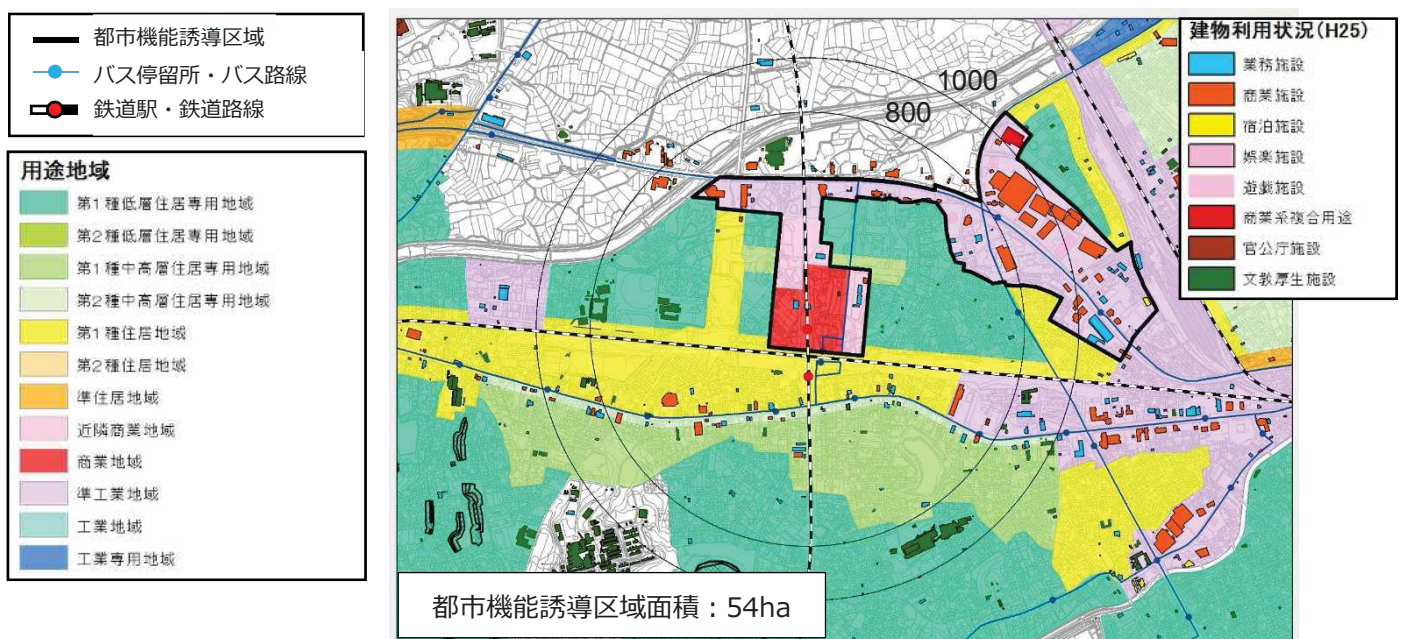 都市機能誘導区域
バス停留所・バス路線
鉄道駅・鉄道路線
用途地域
第1種低層住居専用地域
第2種低層住居専用地域
第1種中高層住居専用地域
第2種中高層住居専用地域
第1種住居地域
第2種住居地域
準住居地域
近隣商業地域
商業地域
準工業地域
工業地域
工業専用地域
1000
800
都市機能誘導区域面積：54ha
建物利用状況(H25)
業務施設
商業施設
宿泊施設
娯楽施設
遊戯施設
商業系複合用途
官公庁施設
文教厚生施設